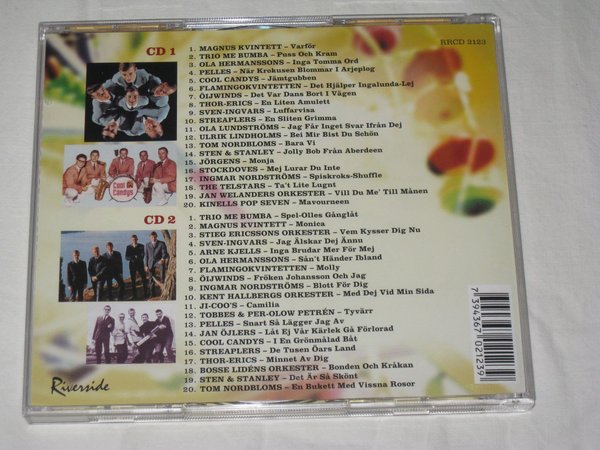 RRCD 2123
CD 1
1. MAGNUS KVINTETT – Varför
2. TRIO ME BUMBA – Puss Och Kram
3. OLA HERMANSSONS – Inga Tomma Ord
4. PELLES – När Krokusen Blommar I Arjeplog
5. COOL CANDYS – Jämtgubben
6. FLAMINGOKVINTETTEN – Det Hjälper Ingalunda-Lej
7. ÖIJWINDS – Det Var Dans Bort I Vägen
8. THOR-ERICS – En Liten Amulett
9. SVEN-INGVARS – Luffarvisa
10. STREAPLERS – En Sliten Grimma
11. OLA LUNDSTRÖMS – Jag Får Inget Svar Ifrån Dej
12. ULRIK LINDHOLMS – Bei Mir Bist Du Schön
13. TOM NORDBLOMS – Bara Vi
14. STEN & STANLEY – Jolly Bob Från Aberdeen
15. JÖRGENS – Monja
16. STOCKDOVES – Mej Lurar Du Inte
17. INGMAR NORDSTRÖMS – Spiskroks-Shuffle
18. THE TELSTARS – Ta't Lite Lugnt
19. JAN WELANDERS ORKESTER – Vill Du Me' Till Månen
20. KINELLS POP SEVEN – Mavourneen
Cool Candys
CD 2
1. TRIO ME BUMBA – Spel-Olles Gånglåt
2. MAGNUS KVINTETT – Monica
3. STIEG ERICSSONS ORKESTER – Vem Kysser Dig Nu
4. SVEN-INGVARS – Jag Älskar Dej Ännu
5. ARNE KJELLS – Inga Brudar Mer För Mej
6. OLA HERMANSSONS – Sån't Händer Ibland
7. FLAMINGOKVINTETTEN – Molly
8. ÖIJWINDS – Fröken Johansson Och Jag
9. INGMAR NORDSTRÖMS – Blott För Dig
10. KENT HALLBERGS ORKESTER – Med Dej Vid Min Sida
11. JI-COO'S – Camilia
12. TOBBES & PER-OLOW PETRÉN – Tyvärr
13. PELLES – Snart Så Lägger Jag Av
14. JAN ÖJLERS – Låt Ej Vår Kärlek Gå Förlorad
15. COOL CANDYS – I En Grönmålad Båt
16. STREAPLERS – De Tusen Öars Land
17. THOR-ERICS – Minnet Av Dig
18. BOSSE LIDÉNS ORKESTER – Bonden Och Kråkan
19. STEN & STANLEY – Det Är Så Skönt
20. TOM NORDBLOMS – En Bukett Med Vissna Rosor
Riverside
7 394367 021239